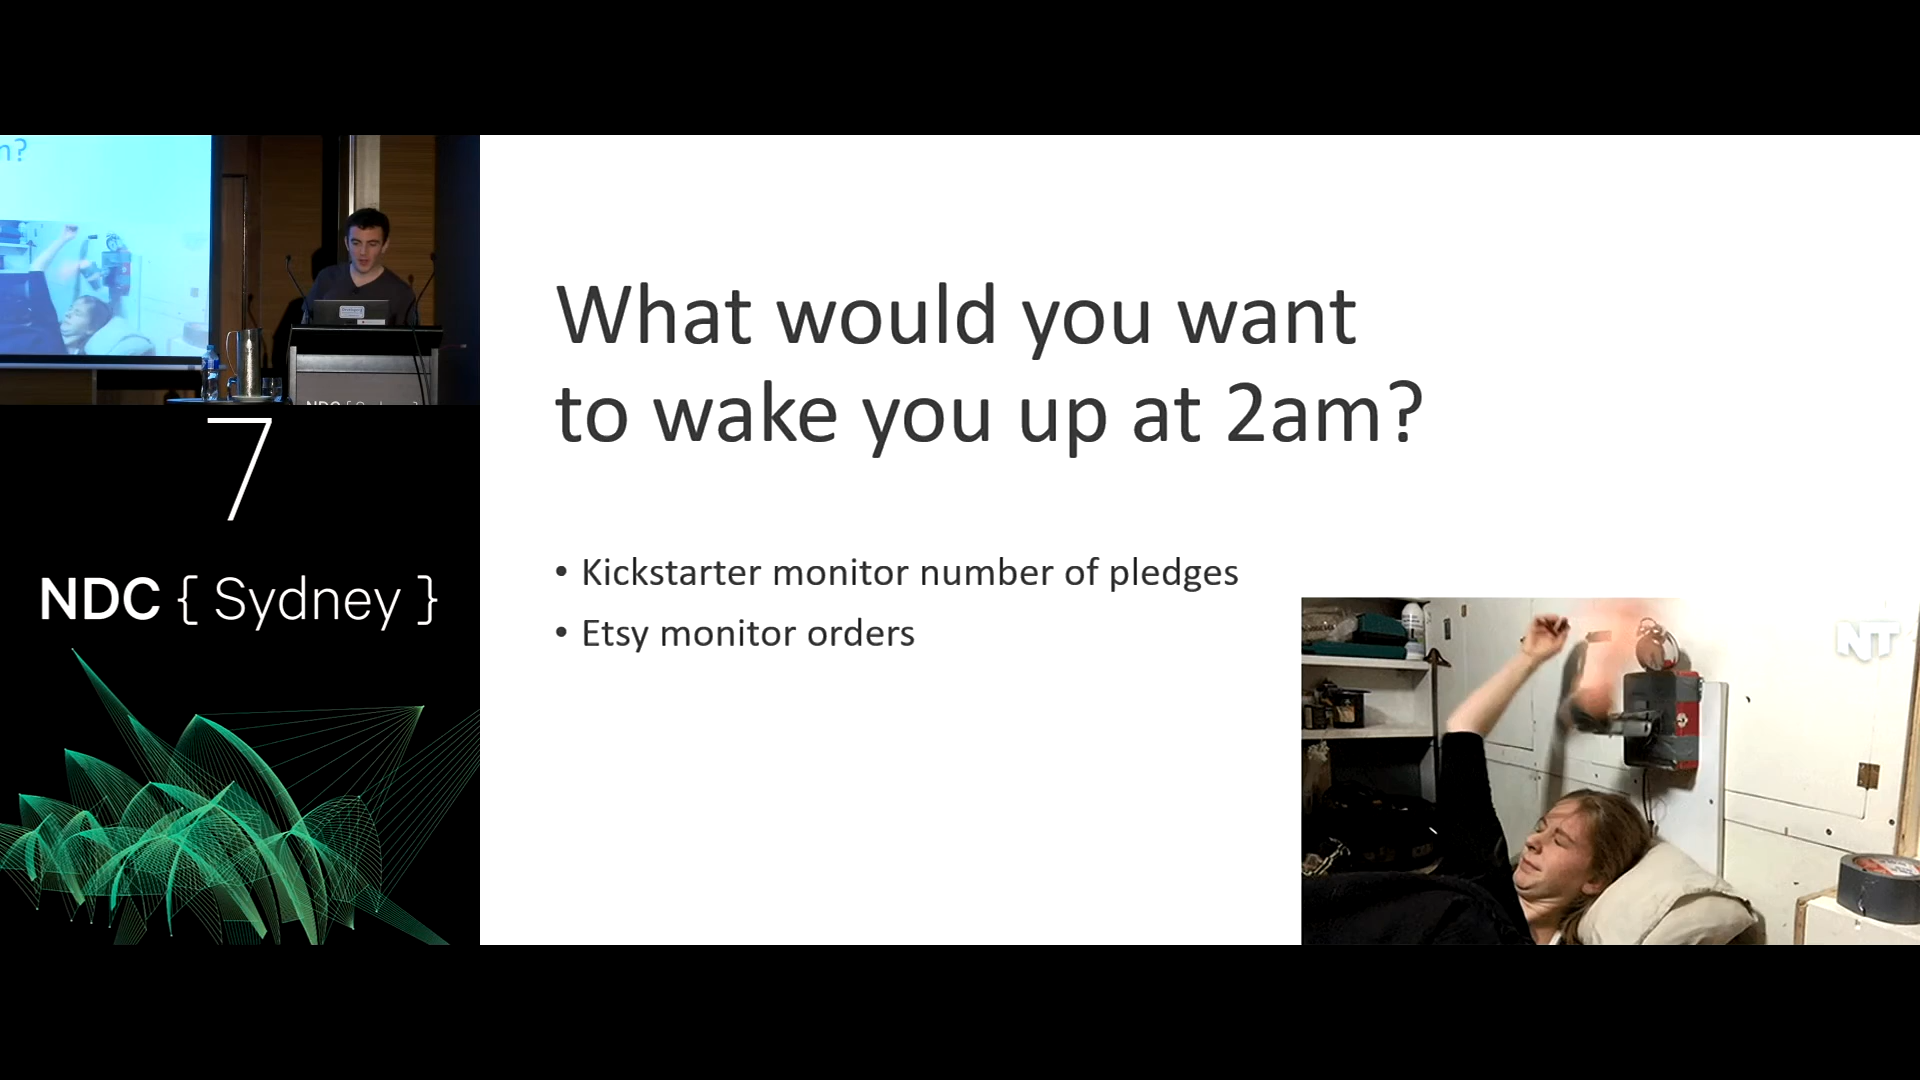 n?
7
NDC { Sydney }
What would you want
to wake you up at 2am?
• Kickstarter monitor number of pledges
• Etsy monitor orders
NT